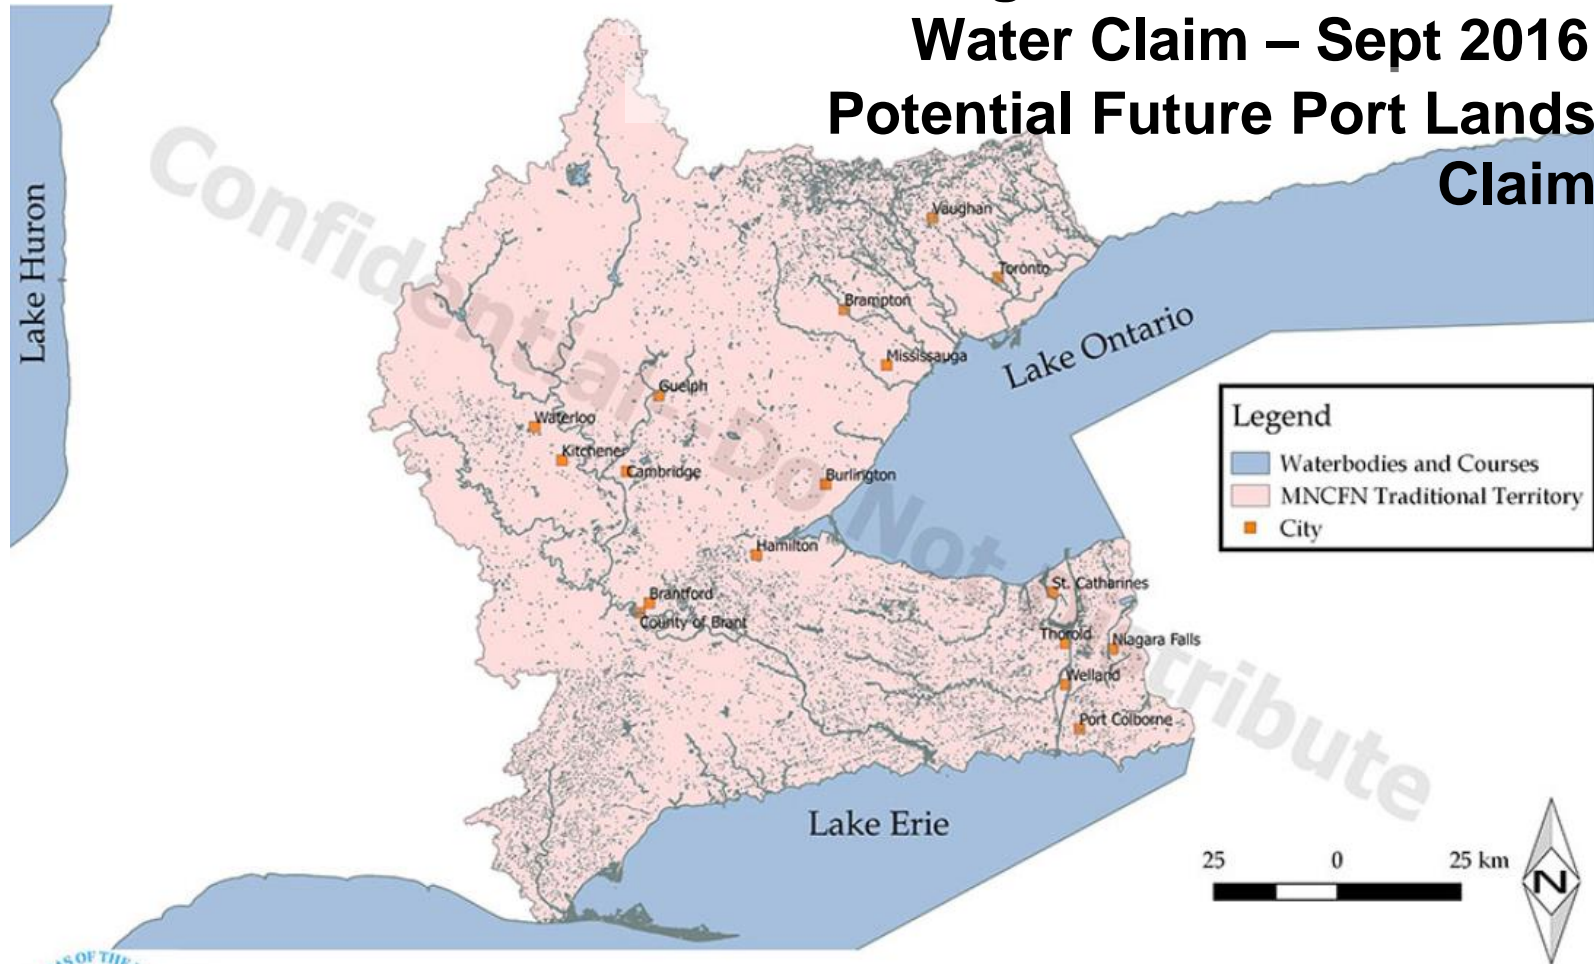 Water Claim – Sept 2016
Potential Future Port Lands
Claim
Confidential--Do Not Distribute
Lake Huron
Vaughan
Toronto
Brampton
Lake Ontario
Mississauga
Guelph
Waterloo
Kitchener
Cambridge
Burlington
Hamilton
Brantford
County of Brant
St. Catharines
Thorold
Niagara Falls
Welland
Port Colborne
Lake Erie
Legend
Waterbodies and Courses
MNCFN Traditional Territory
City
25 0 25 km
N
OF THE